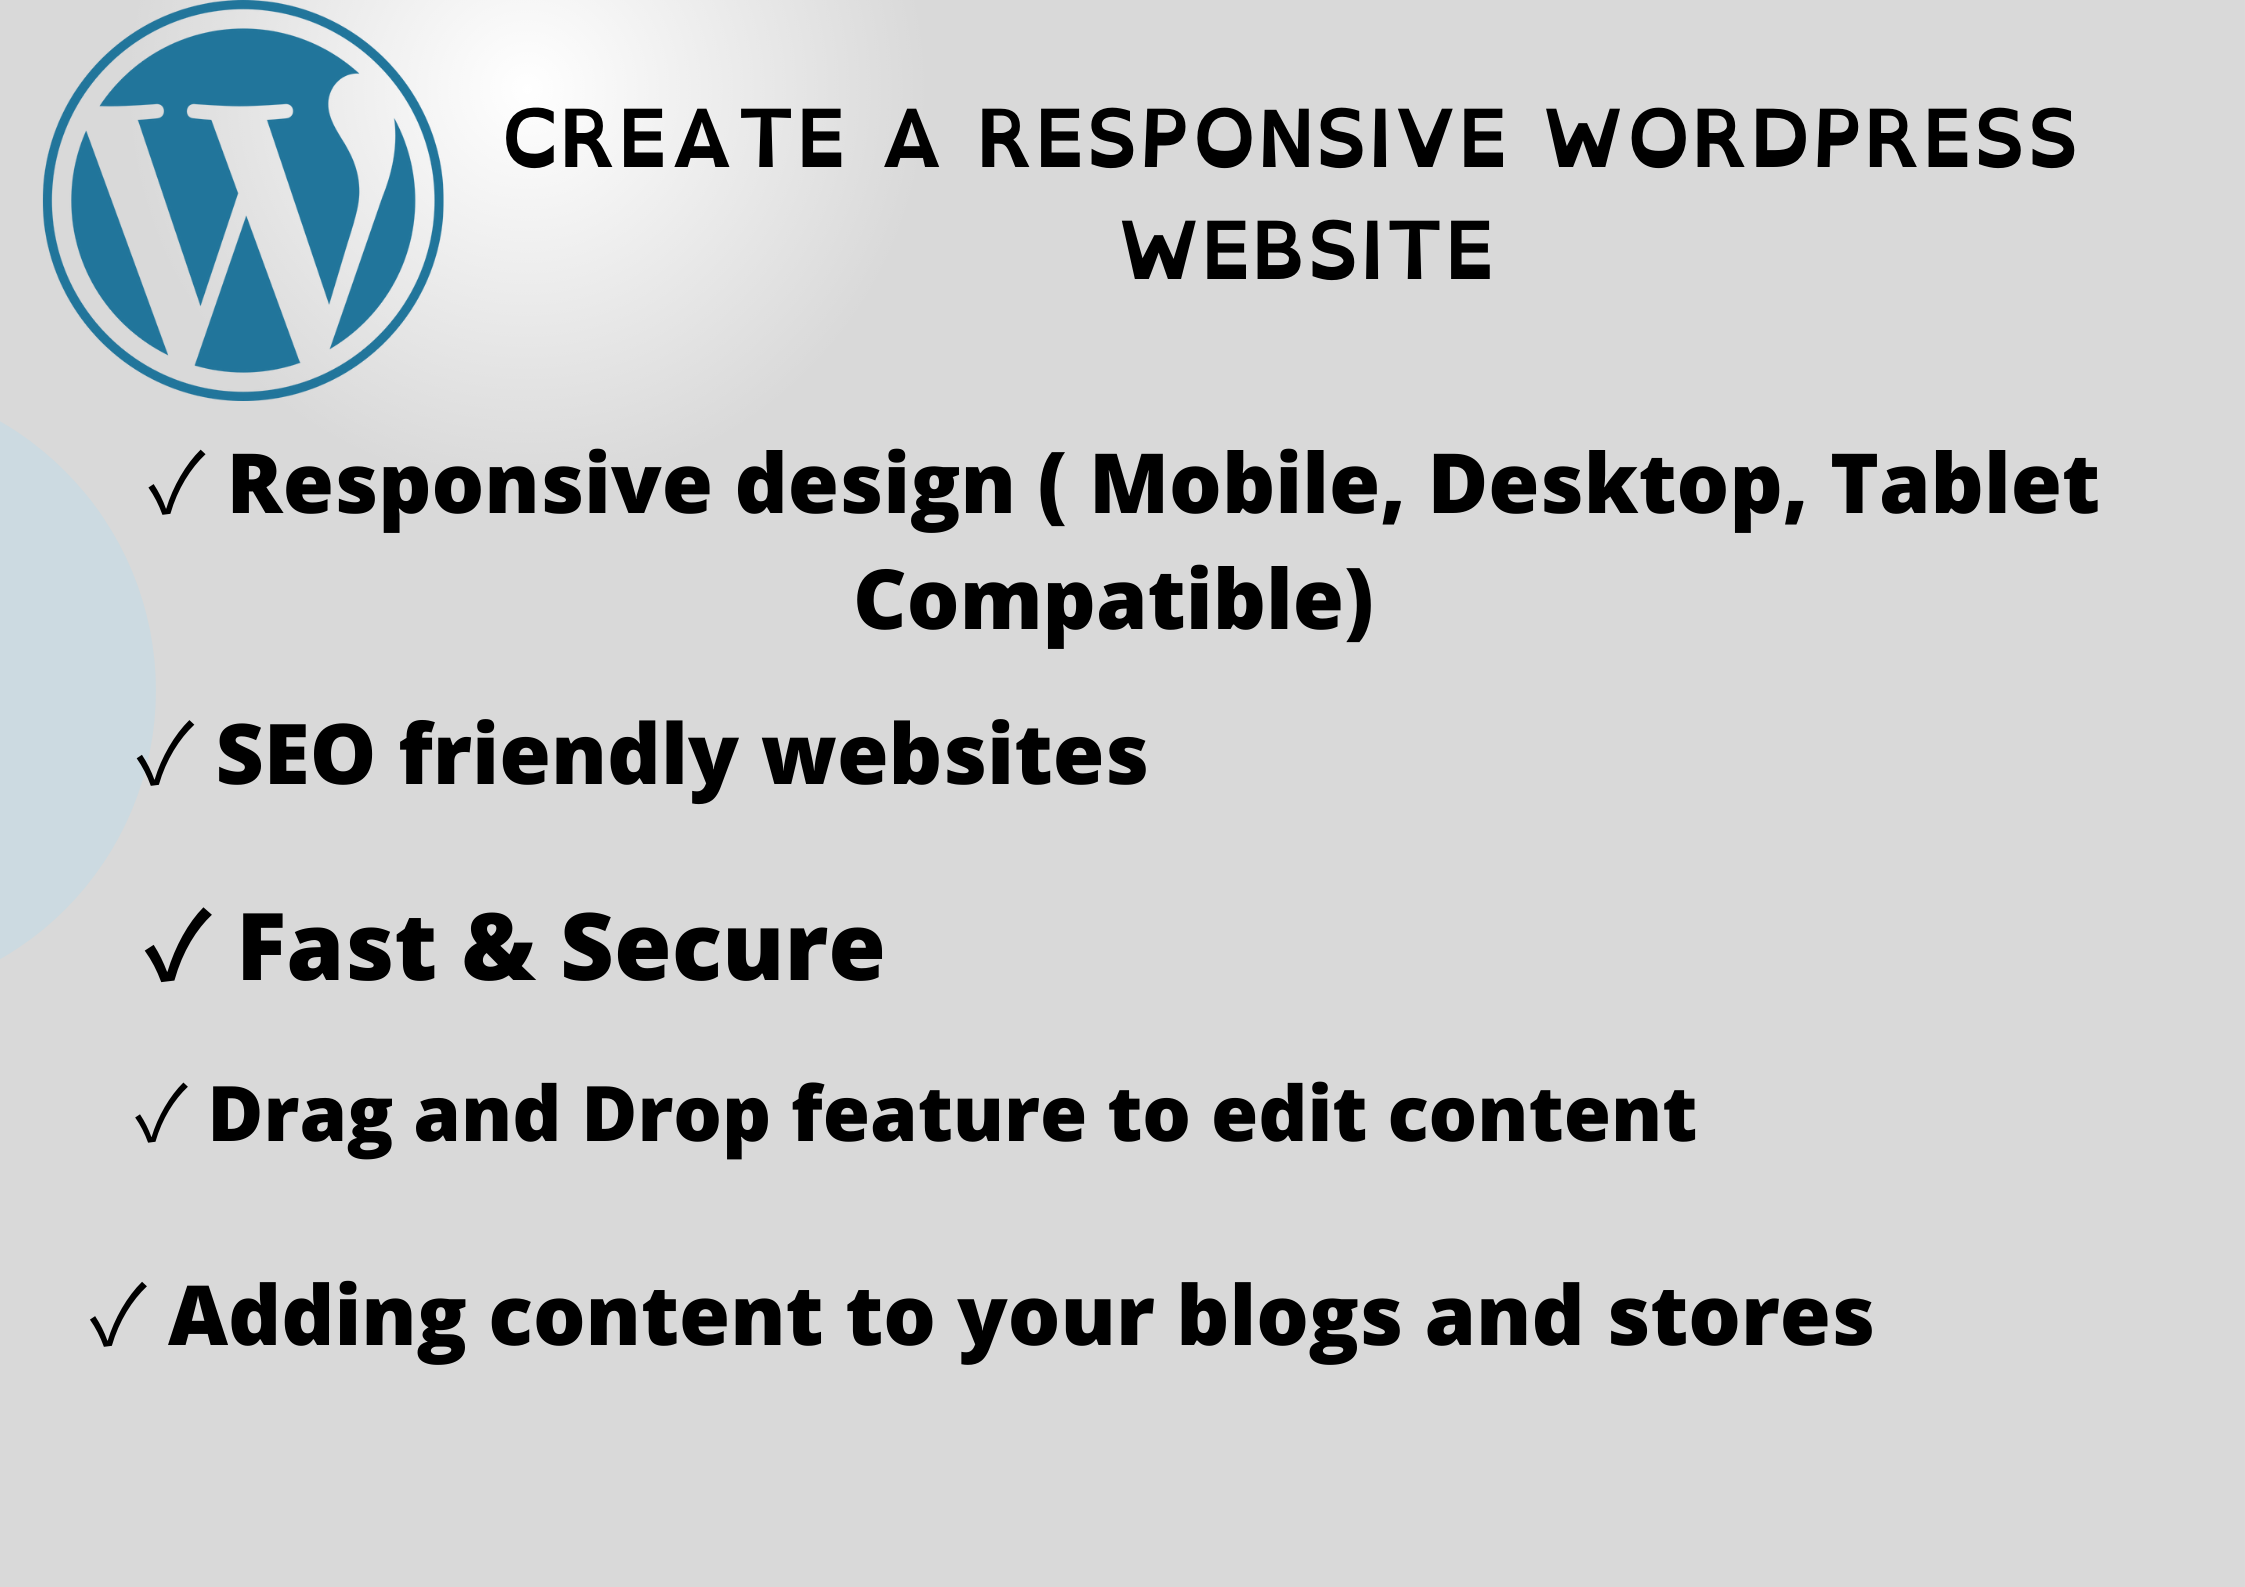 CREATE A RESPONSIVE WORDPRESS
WEBSITE
✓ Responsive design ( Mobile, Desktop, Tablet
Compatible)
✓ SEO friendly websites
✓ Fast & Secure
✓ Drag and Drop feature to edit content
✓ Adding content to your blogs and stores